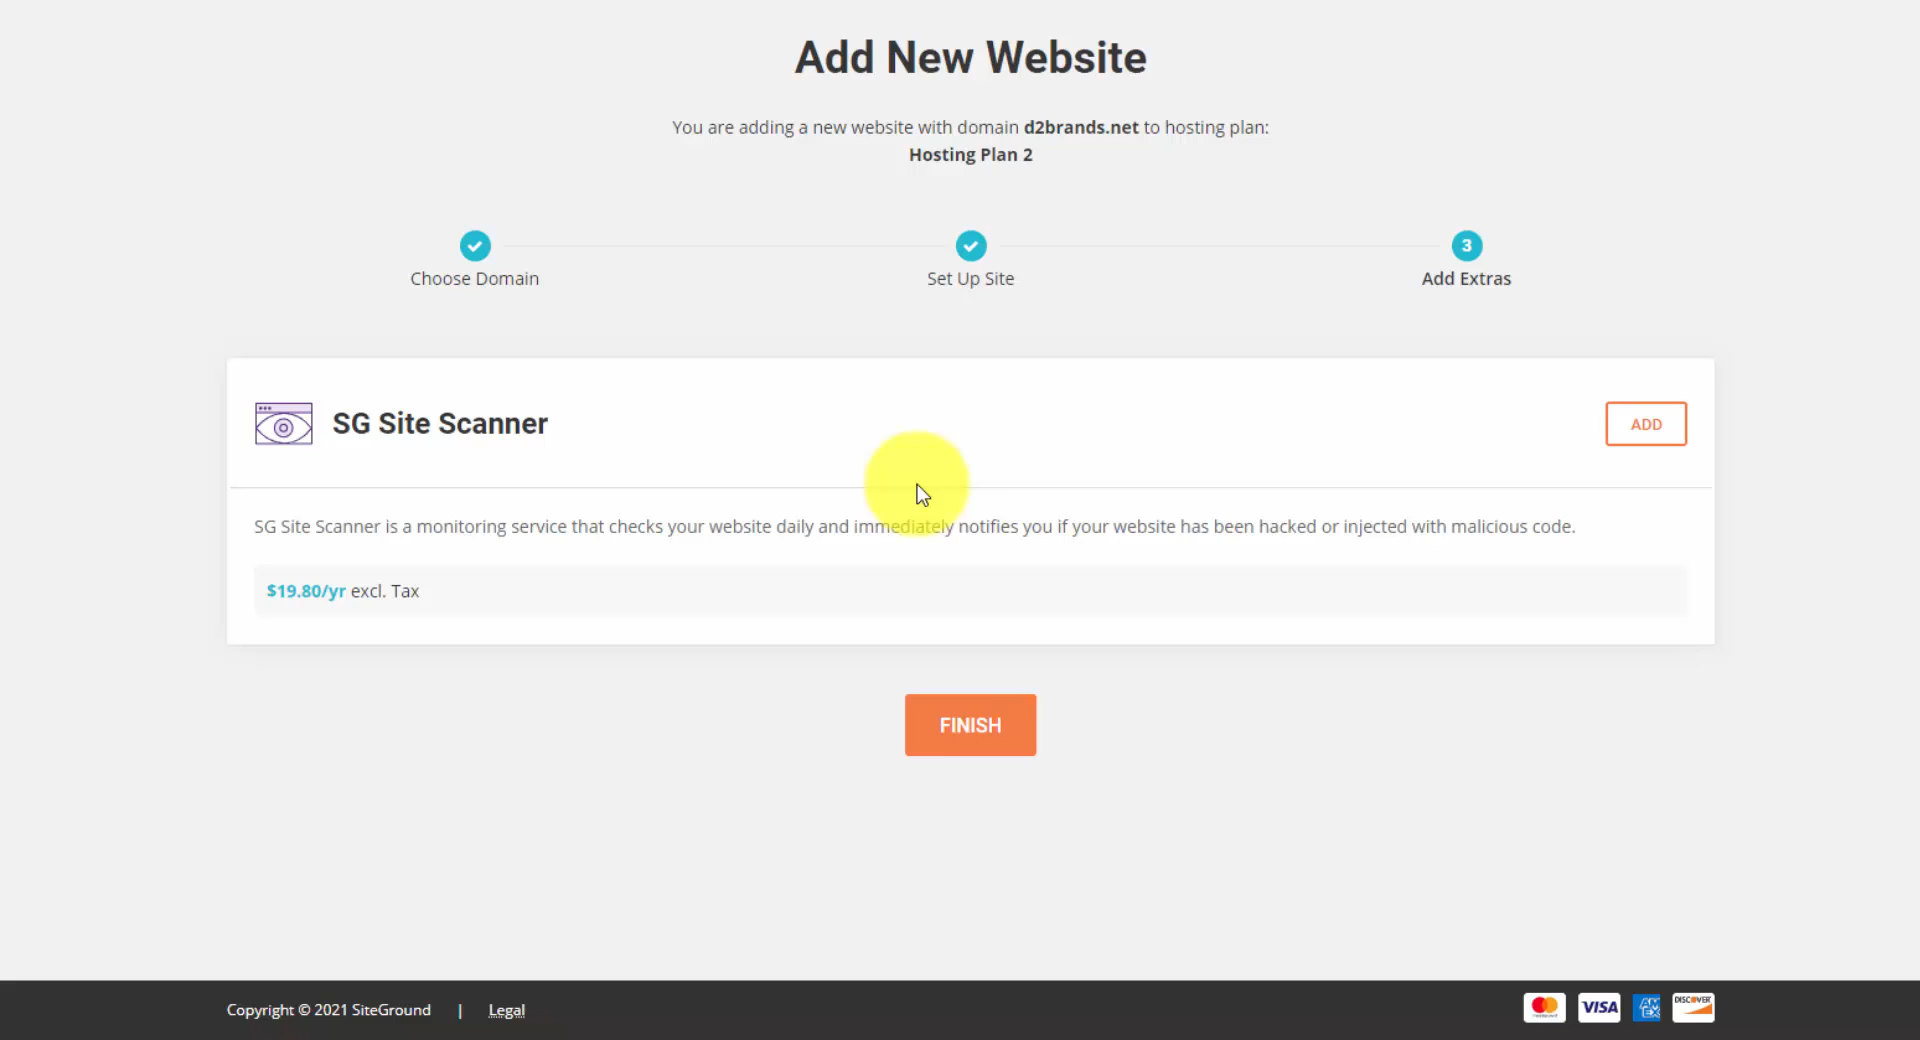 Add New Website
You are adding a new website with domain d2brands.net to hosting plan:
Hosting Plan 2
3
Choose Domain
Set Up Site
Add Extras
SG Site Scanner
ADD
SG Site Scanner is a monitoring service that checks your website daily and immediately notifies you if your website has been hacked or injected with malicious code.
$19.80/yr excl. Tax
FINISH
Copyright © 2021 SiteGround | Legal
VISA
AM
EX
DISCOVER